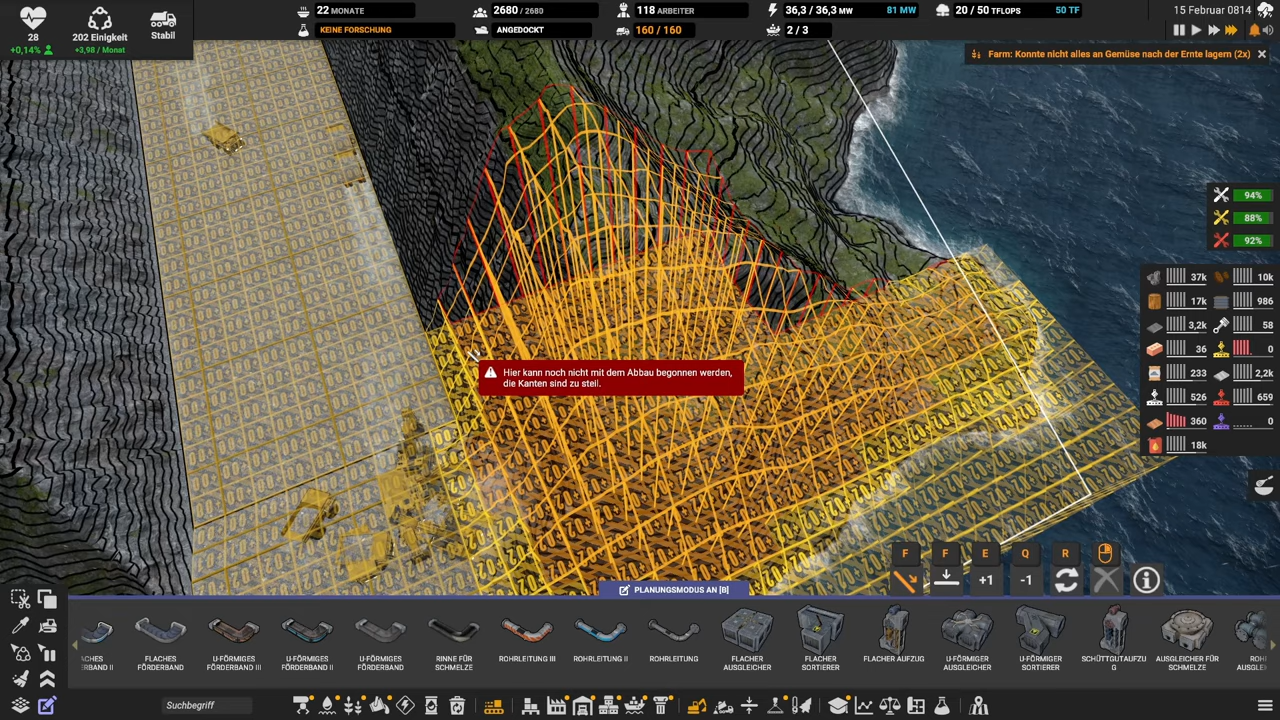 28
+0,14%
202 Einigkeit
+3,98 / Monat
Stabil
22 MONATE
KEINE FORSCHUNG
2680 / 2680
ANGEDOCKT
118 ARBEITER
160 / 160
36,3 / 36,3 MW 81 MW
2 / 3
20 / 50 TFLOPS 50 TF
15 Februar 0814
Farm: Konnte nicht alles an Gemüse nach der Ernte lagern (2x)
94%
88%
92%
37k 10k
17k 986
3,2k 58
36 0
233 2,2k
526 659
360 0
18k
Hier kann noch nicht mit dem Abbau begonnen werden,
die Kanten sind zu steil.
F F E Q R
+1 -1
PLANUNGSMODUS AN [B]
FLACHES
FÖRDERBAND
U-FÖRMIGES
FÖRDERBAND III
U-FÖRMIGES
FÖRDERBAND II
U-FÖRMIGES
FÖRDERBAND
RINNE FÜR
SCHMELZE
ROHRLEITUNG III
ROHRLEITUNG II
ROHRLEITUNG
FLACHER
AUSGLEICHER
FLACHER
SORTIERER
FLACHER AUFZUG
U-FÖRMIGER
AUSGLEICHER
U-FÖRMIGER
SORTIERER
SCHÜTTGUTAUFZU
G
AUSGLEICHER FÜR
SCHMELZE
Suchbegriff